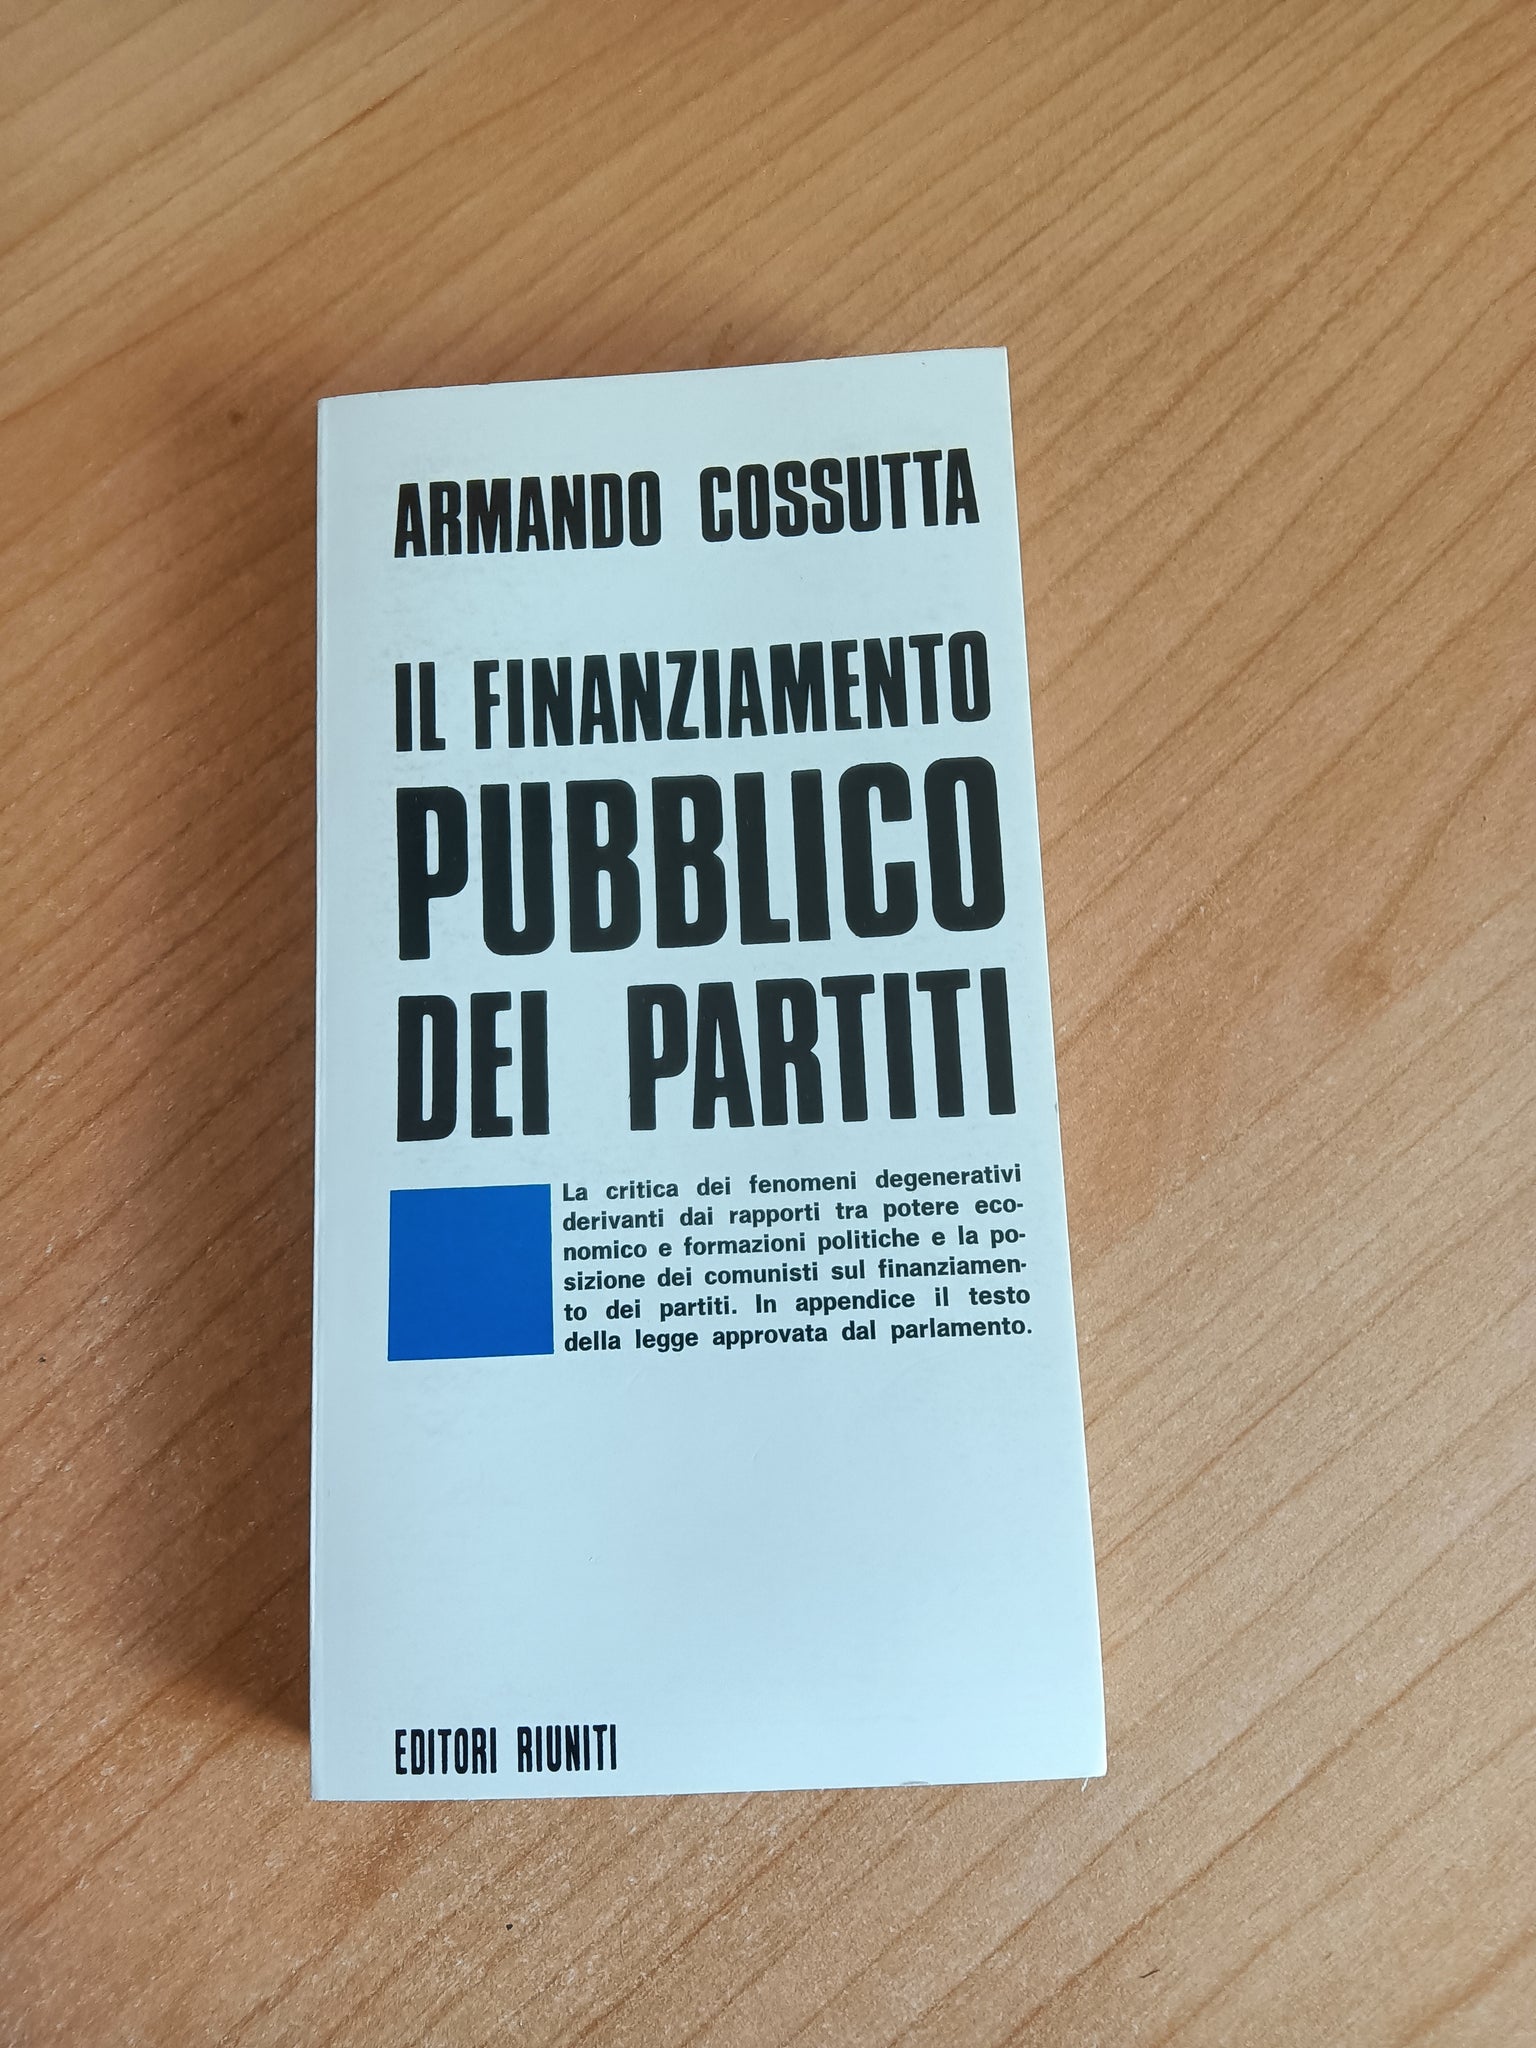 ARMANDO COSSUTTA
IL FINANZIAMENTO
PUBBLICO
DEI PARTITI
La critica dei fenomeni degenerativi
derivanti dai rapporti tra potere eco-
nomico e formazioni politiche e la po-
sizione dei comunisti sul finanziamen-
to dei partiti. In appendice il testo
della legge approvata dal parlamento.
EDITORI RIUNITI